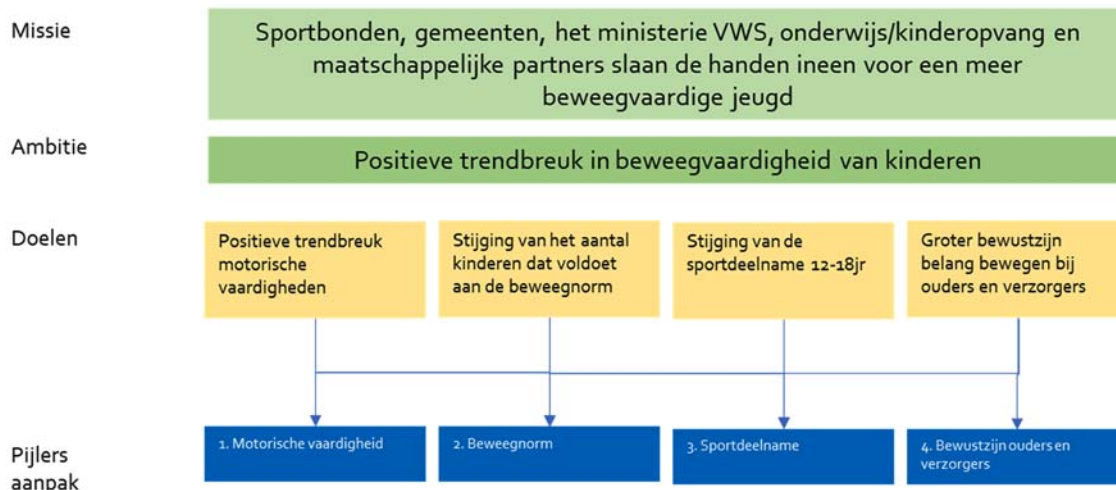 Missie
Sportbonden, gemeenten, het ministerie VWS, onderwijs/kinderopvang en
maatschappelijke partners slaan de handen ineen voor een meer
beweegvaardige jeugd
Ambitie
Positieve trendbreuk in beweegvaardigheid van kinderen
Doelen
Positieve trendbreuk
motorische
vaardigheden
Stijging van het aantal
kinderen dat voldoet
aan de beweegnorm
Stijging van de
sportdeelname 12-18jr
Groter bewustzijn
belang bewegen bij
ouders en verzorgers
Pijlers
aanpak
1. Motorische vaardigheid
2. Beweegnorm
3. Sportdeelname
4. Bewustzijn ouders en
verzorgers